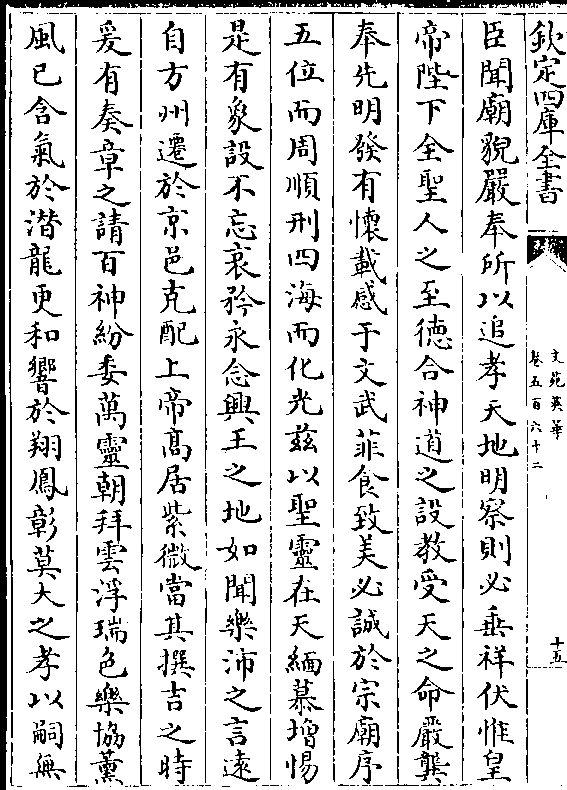 欽定四庫全書
文苑英華
卷五百六十二
十五
臣聞廟貌嚴奉所以追孝天地明察則必垂祥伏惟皇
帝陛下全聖人之至德合神道之設教受天之命嚴龔
奉先明發有懷載感于文武菲食致美必誠於宗廟序
五位而周順刑四海而化光兹以聖靈在天緬慕增惕
是有象設不忘哀矜永念興王之地如聞樂沛之言遠
自方州遷於京邑克配上帝髙居紫微當其撰吉之時
爰有奏章之請百神紛委萬靈朝拜雲浮瑞色樂協薰
風已含氣於潛龍更和響於翔鳳彰莫大之孝以嗣無